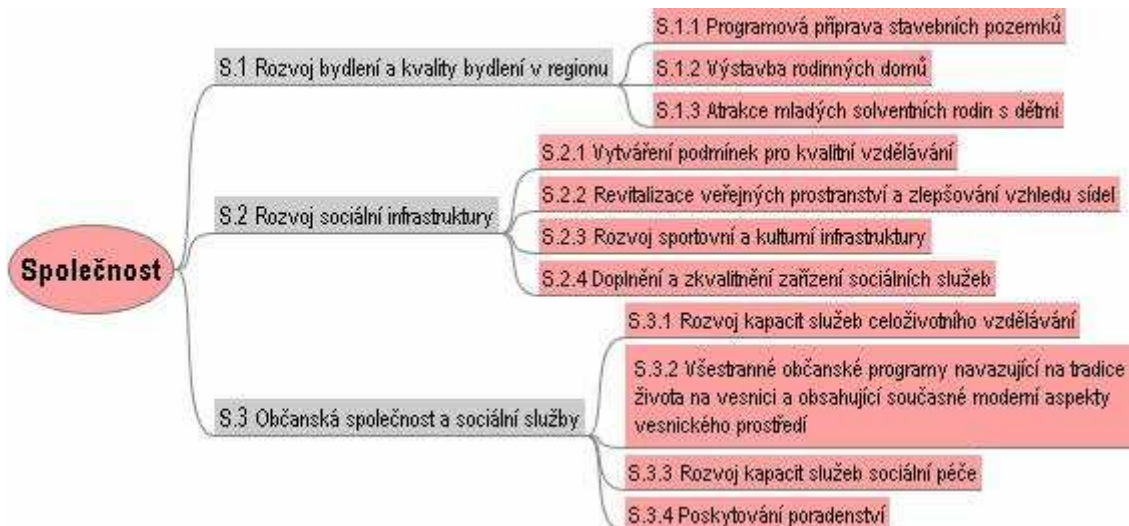 S.1.1 Programová příprava stavebních pozemků
S.1 Rozvoj bydlení a kvality bydlení v regionu
S.1.2 Výstavba rodinných domů
S.1.3 Atrakce mladých solventních rodin s dětmi
S.2.1 Vytváření podmínek pro kvalitní vzdělávání
S.2.2 Revitalizace veřejných prostranství a zlepšování vzhledu sídel
S.2 Rozvoj sociální infrastruktury
S.2.3 Rozvoj sportovní a kulturní infrastruktury
Společnost
S.2.4 Doplnění a zkvalitnění zařízení sociálních služeb
S.3.1 Rozvoj kapacit služeb celoživotního vzdělávání
S.3.2 Všestranné občanské programy navazující na tradice
života na vesnici a obsahující současné moderní aspekty
vesnického prostředí
S.3 Občanská společnost a sociální služby
S.3.3 Rozvoj kapacit služeb sociální péče
S.3.4 Poskytování poradenství